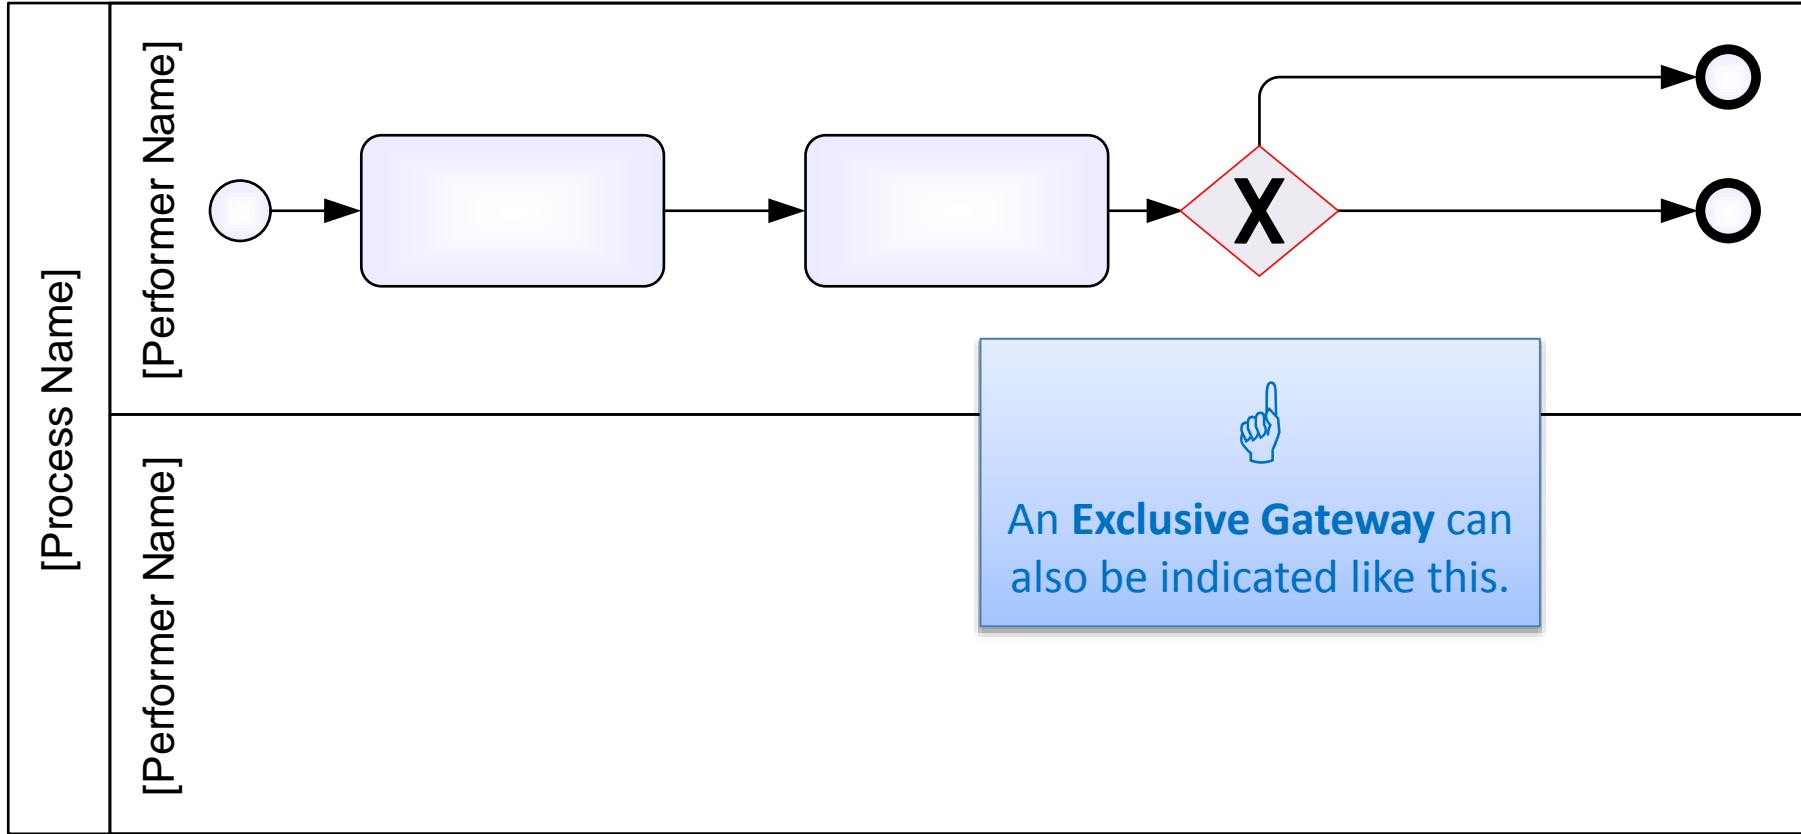 [Process Name]
[Performer Name]
X
[Performer Name]
An Exclusive Gateway can
also be indicated like this.